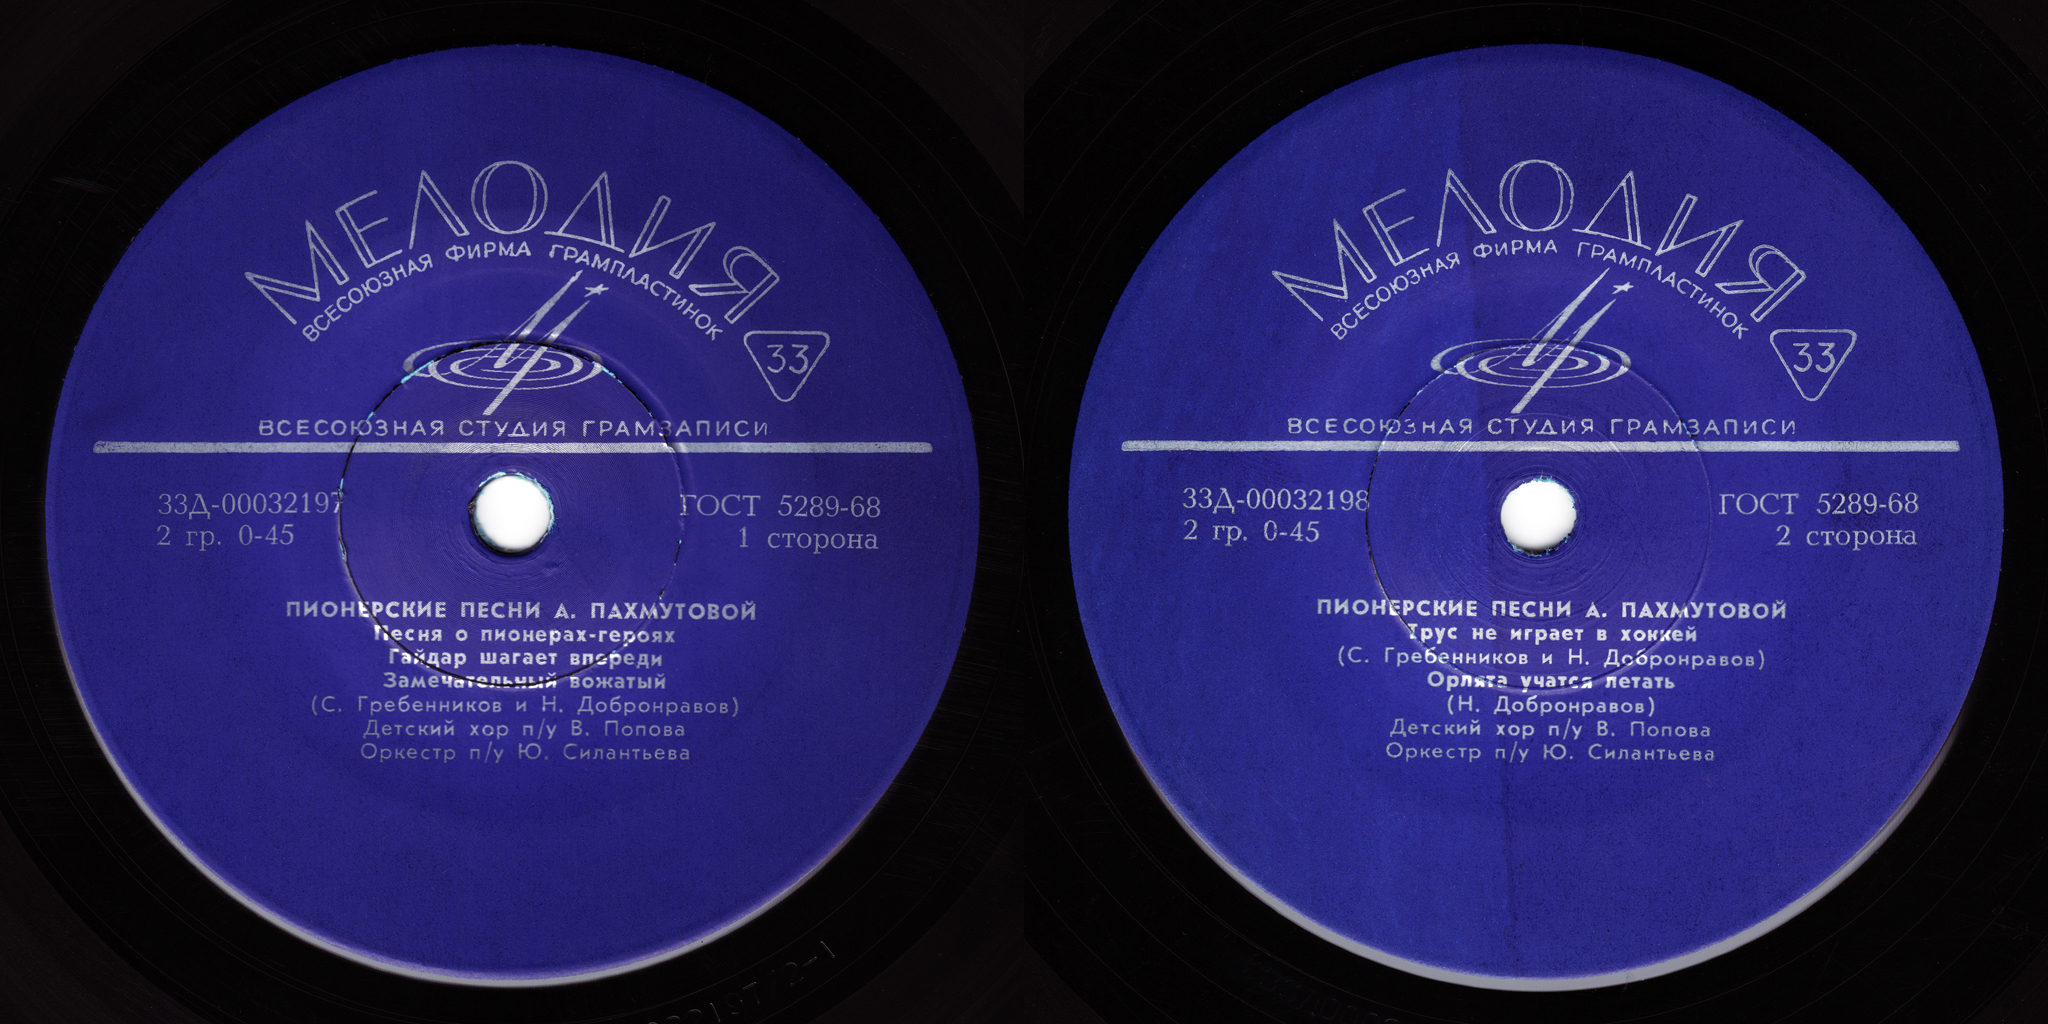 МЕЛОДИЯ
ВСЕСОЮЗНАЯ ФИРМА ГРАМПЛАСТИНОК
33
ВСЕСОЮЗНАЯ СТУДИЯ ГРАМЗАПИСИ
33Д-00032197
2 гр. 0-45
ГОСТ 5289-68
1 сторона
ПИОНЕРСКИЕ ПЕСНИ А. ПАХМУТОВОЙ
Песня о пионерах-героях
Гайдар шагает впереди
Замечательный вожатый
(С. Гребенников и Н. Добронравов)
Детский хор п/у В. Попова
Оркестр п/у Ю. Силантьева
МЕЛОДИЯ
ВСЕСОЮЗНАЯ ФИРМА ГРАМПЛАСТИНОК
33
ВСЕСОЮЗНАЯ СТУДИЯ ГРАМЗАПИСИ
33Д-00032198
2 гр. 0-45
ГОСТ 5289-68
2 сторона
ПИОНЕРСКИЕ ПЕСНИ А. ПАХМУТОВОЙ
Трус не играет в хоккей
(С. Гребенников и Н. Добронравов)
Орлята учатся летать
(Н. Добронравов)
Детский хор п/у В. Попова
Оркестр п/у Ю. Силантьева